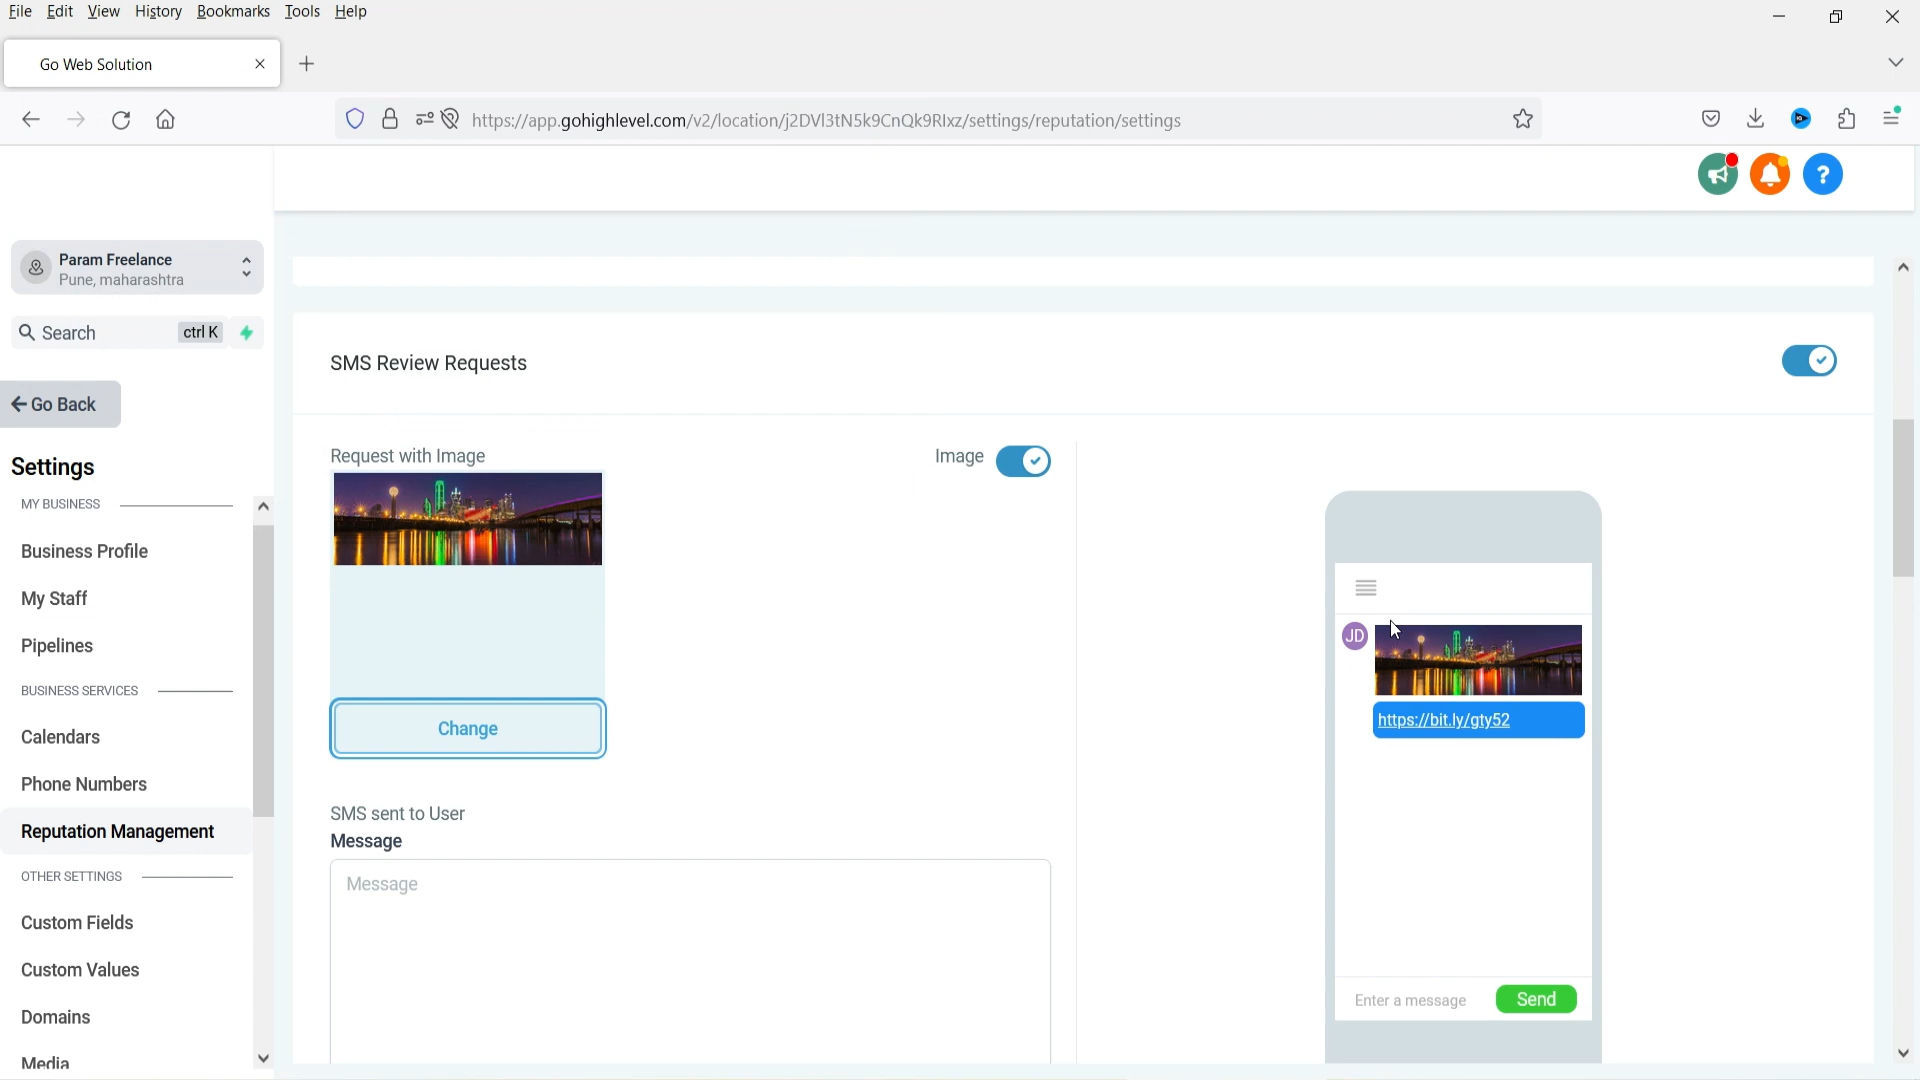 File Edit View History Bookmarks Tools Help
Go Web Solution
https://app.gohighlevel.com/v2/location/j2DVl3tN5k9CnQk9Rlxz/settings/reputation/settings
?
Param Freelance
Pune, maharashtra
Search ctrl K
Go Back
Settings
MY BUSINESS
Business Profile
My Staff
Pipelines
BUSINESS SERVICES
Calendars
Phone Numbers
Reputation Management
OTHER SETTINGS
Custom Fields
Custom Values
Domains
Media
SMS Review Requests
Request with Image
Image
Change
SMS sent to User
Message
Message
JD
https://bit.ly/gty52
Enter a message
Send